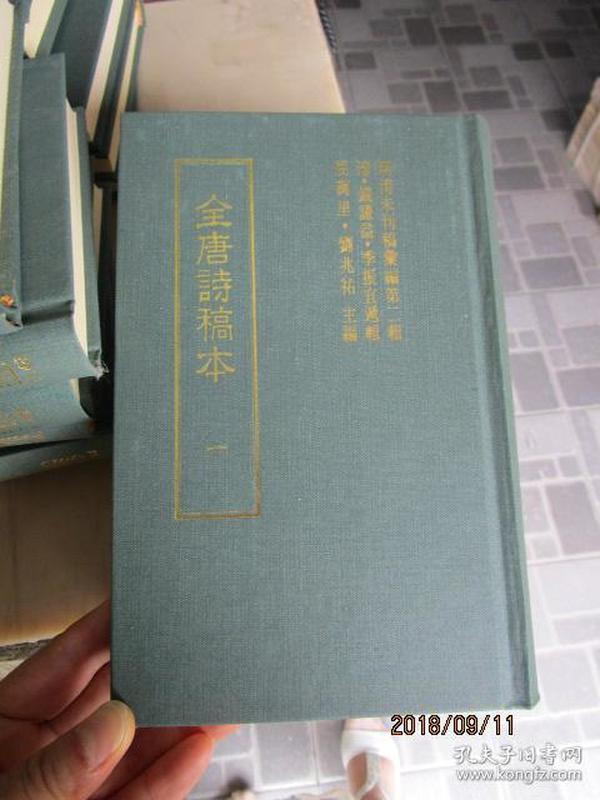 明清未刊稿彙編第二輯
清·錢謙益·季振宜遞輯
屈萬里·劉兆祐 主編
全唐詩稿本
一
2018/09/11
孔夫子旧书网
www.kongfz.com